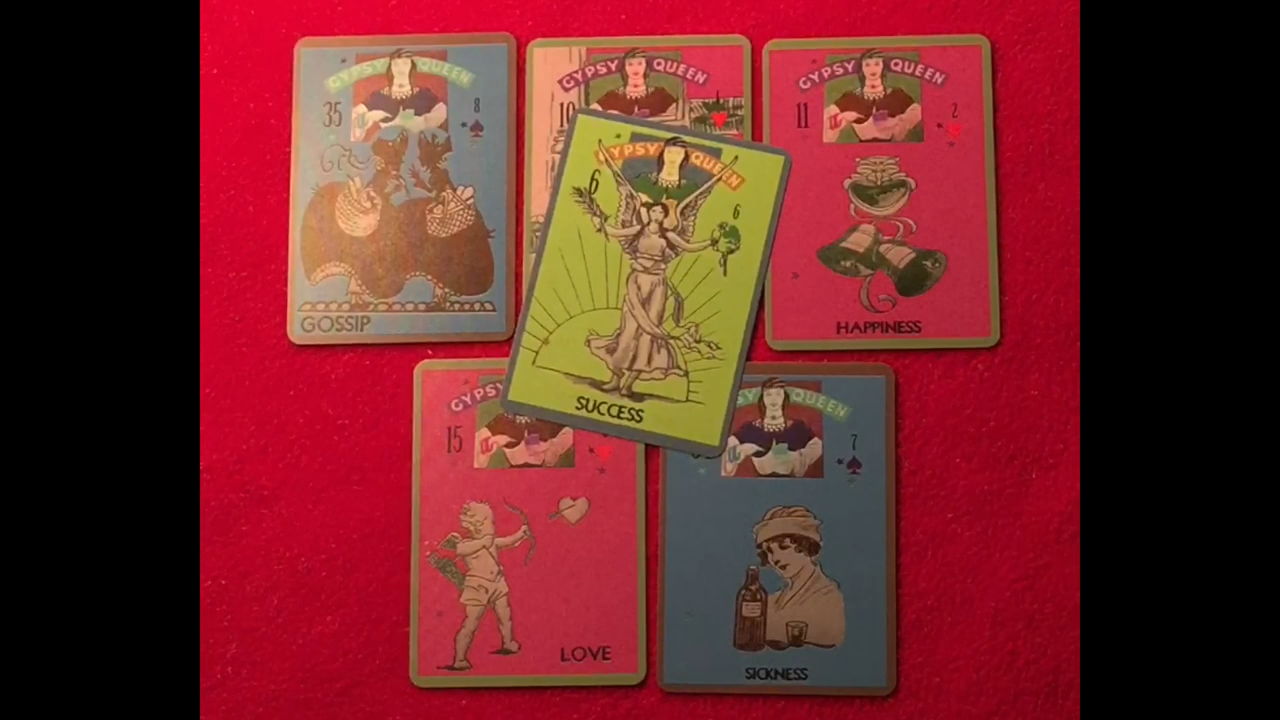 GYPSY QUEEN
35
8
GOSSIP
GYPSY QUEEN
10
GYPSY QUEEN
11
2
HAPPINESS
GYPSY QUEEN
6
6
SUCCESS
GYPSY
15
LOVE
QUEEN
7
SICKNESS